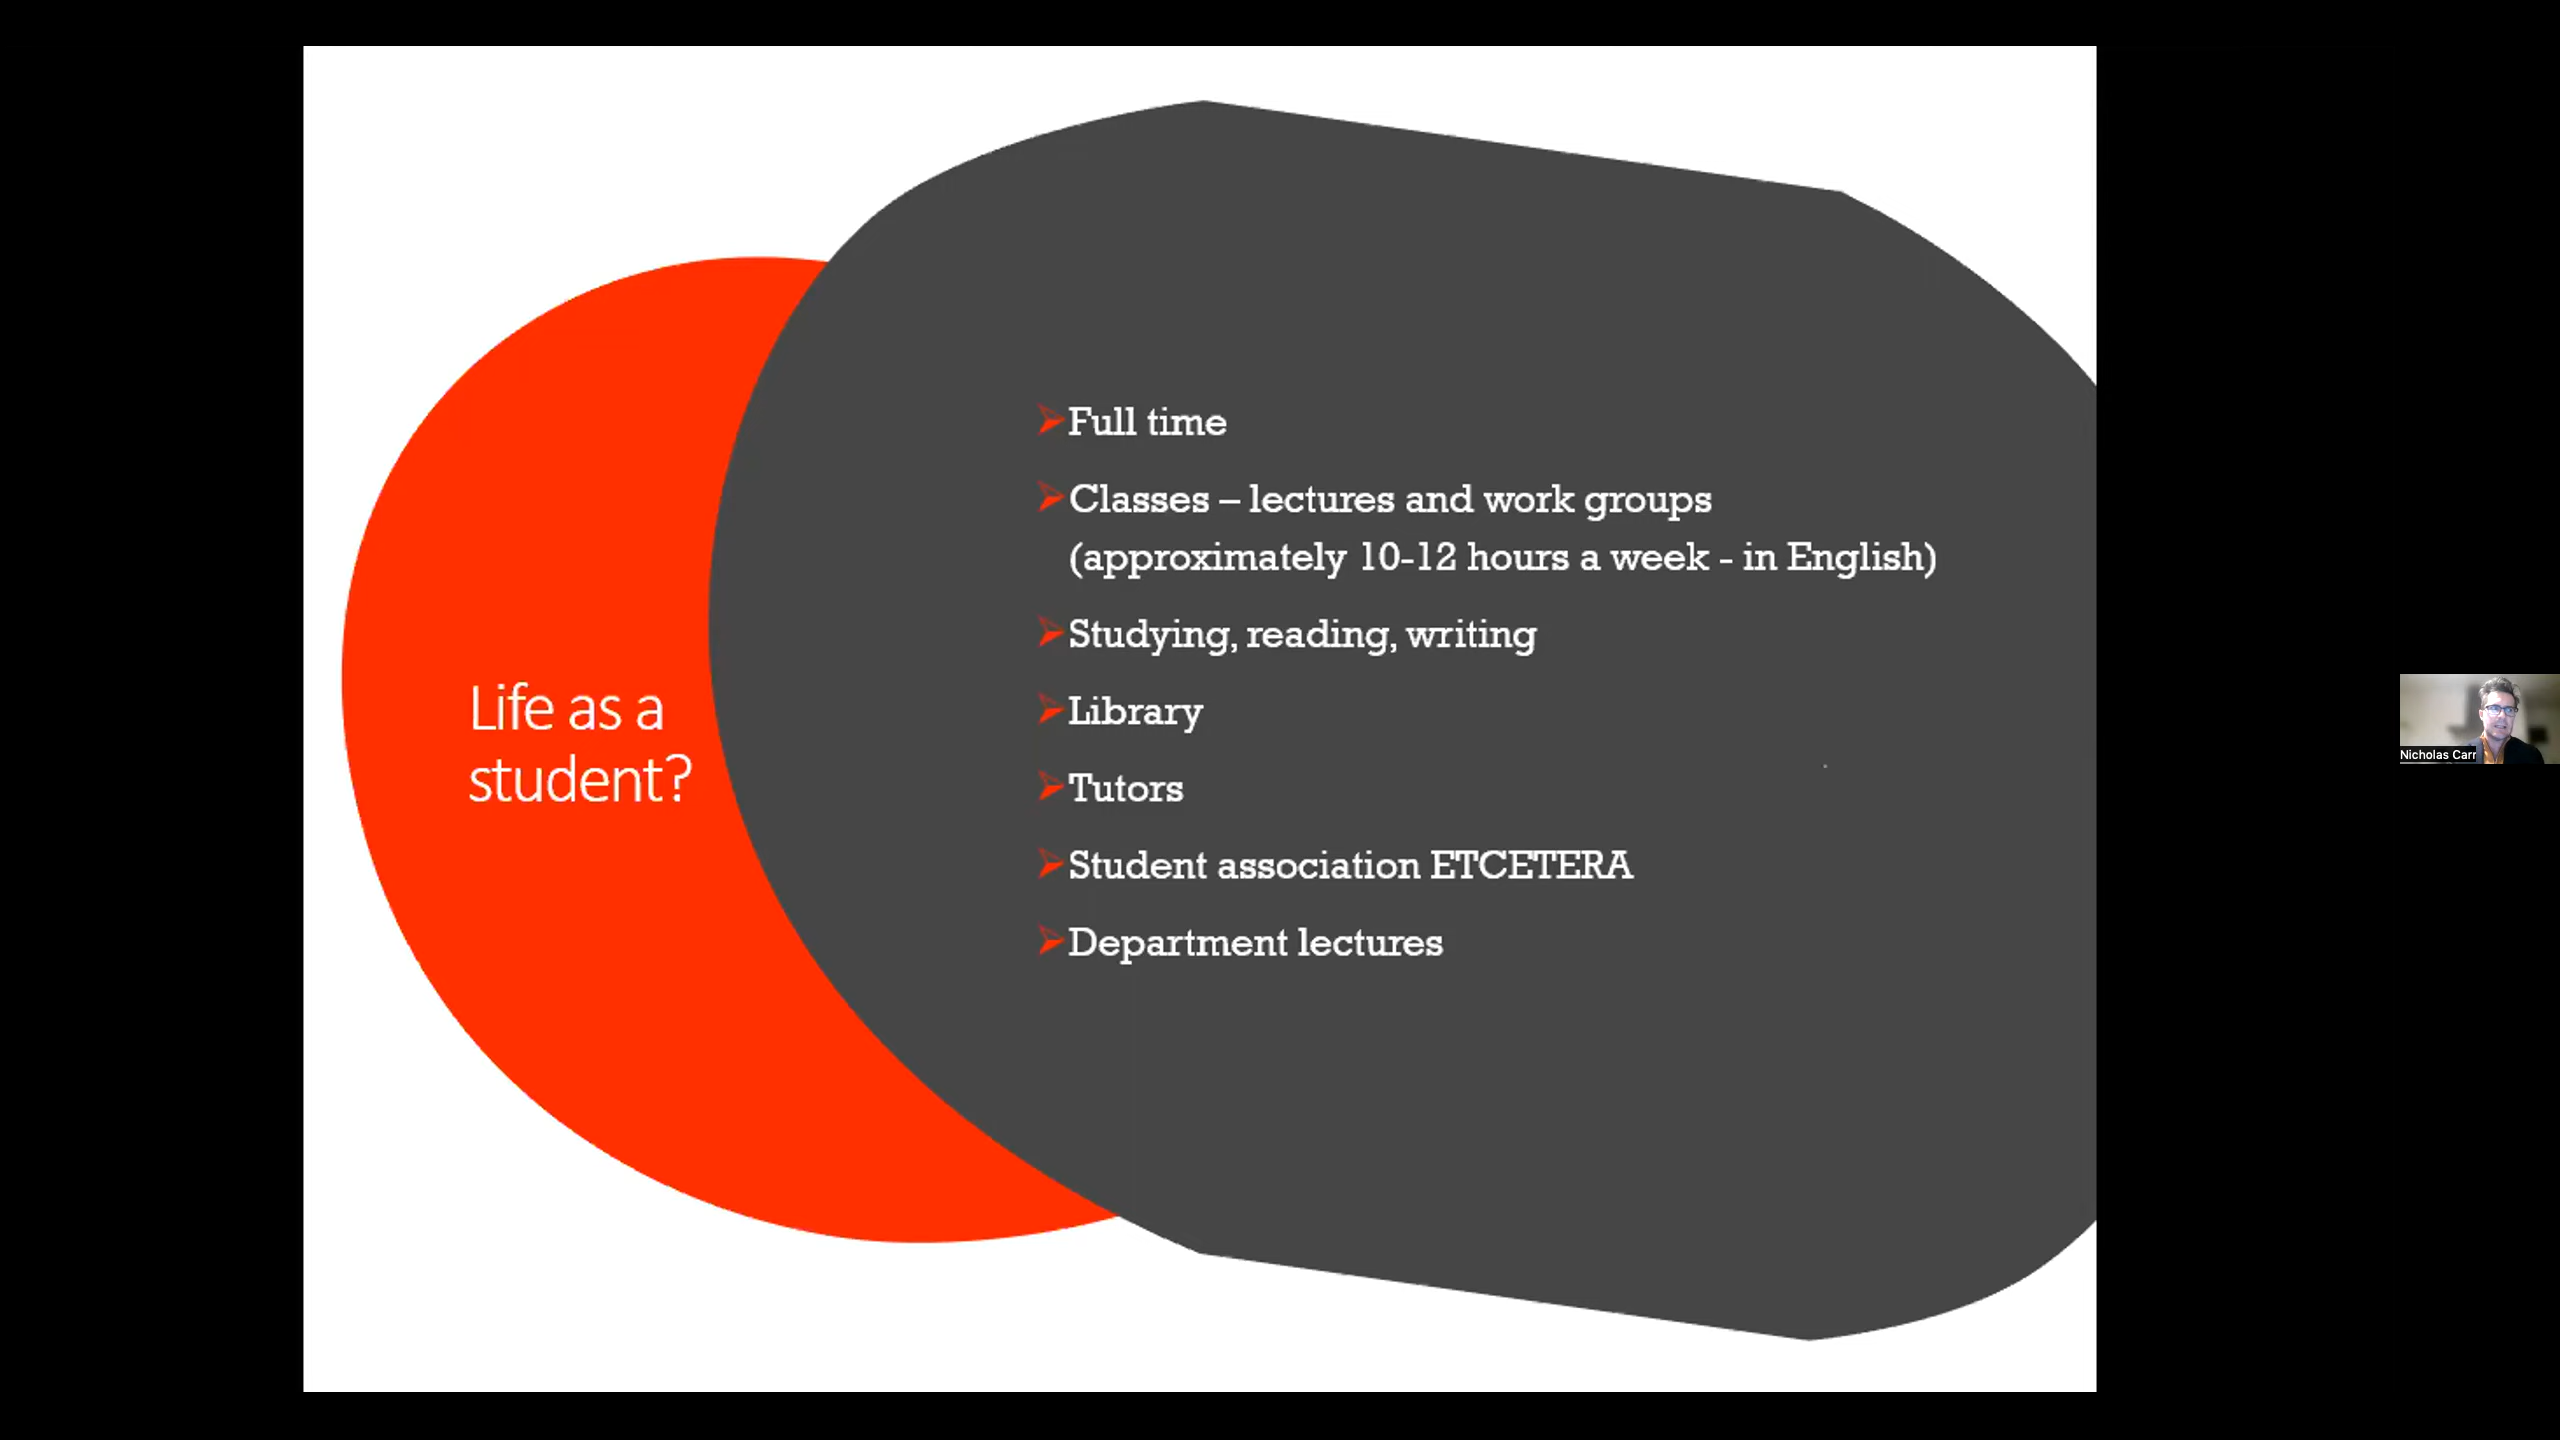 Life as a
student?
Full time
Classes – lectures and work groups
(approximately 10-12 hours a week - in English)
Studying, reading, writing
Library
Tutors
Student association ETCETERA
Department lectures
Nicholas Carr